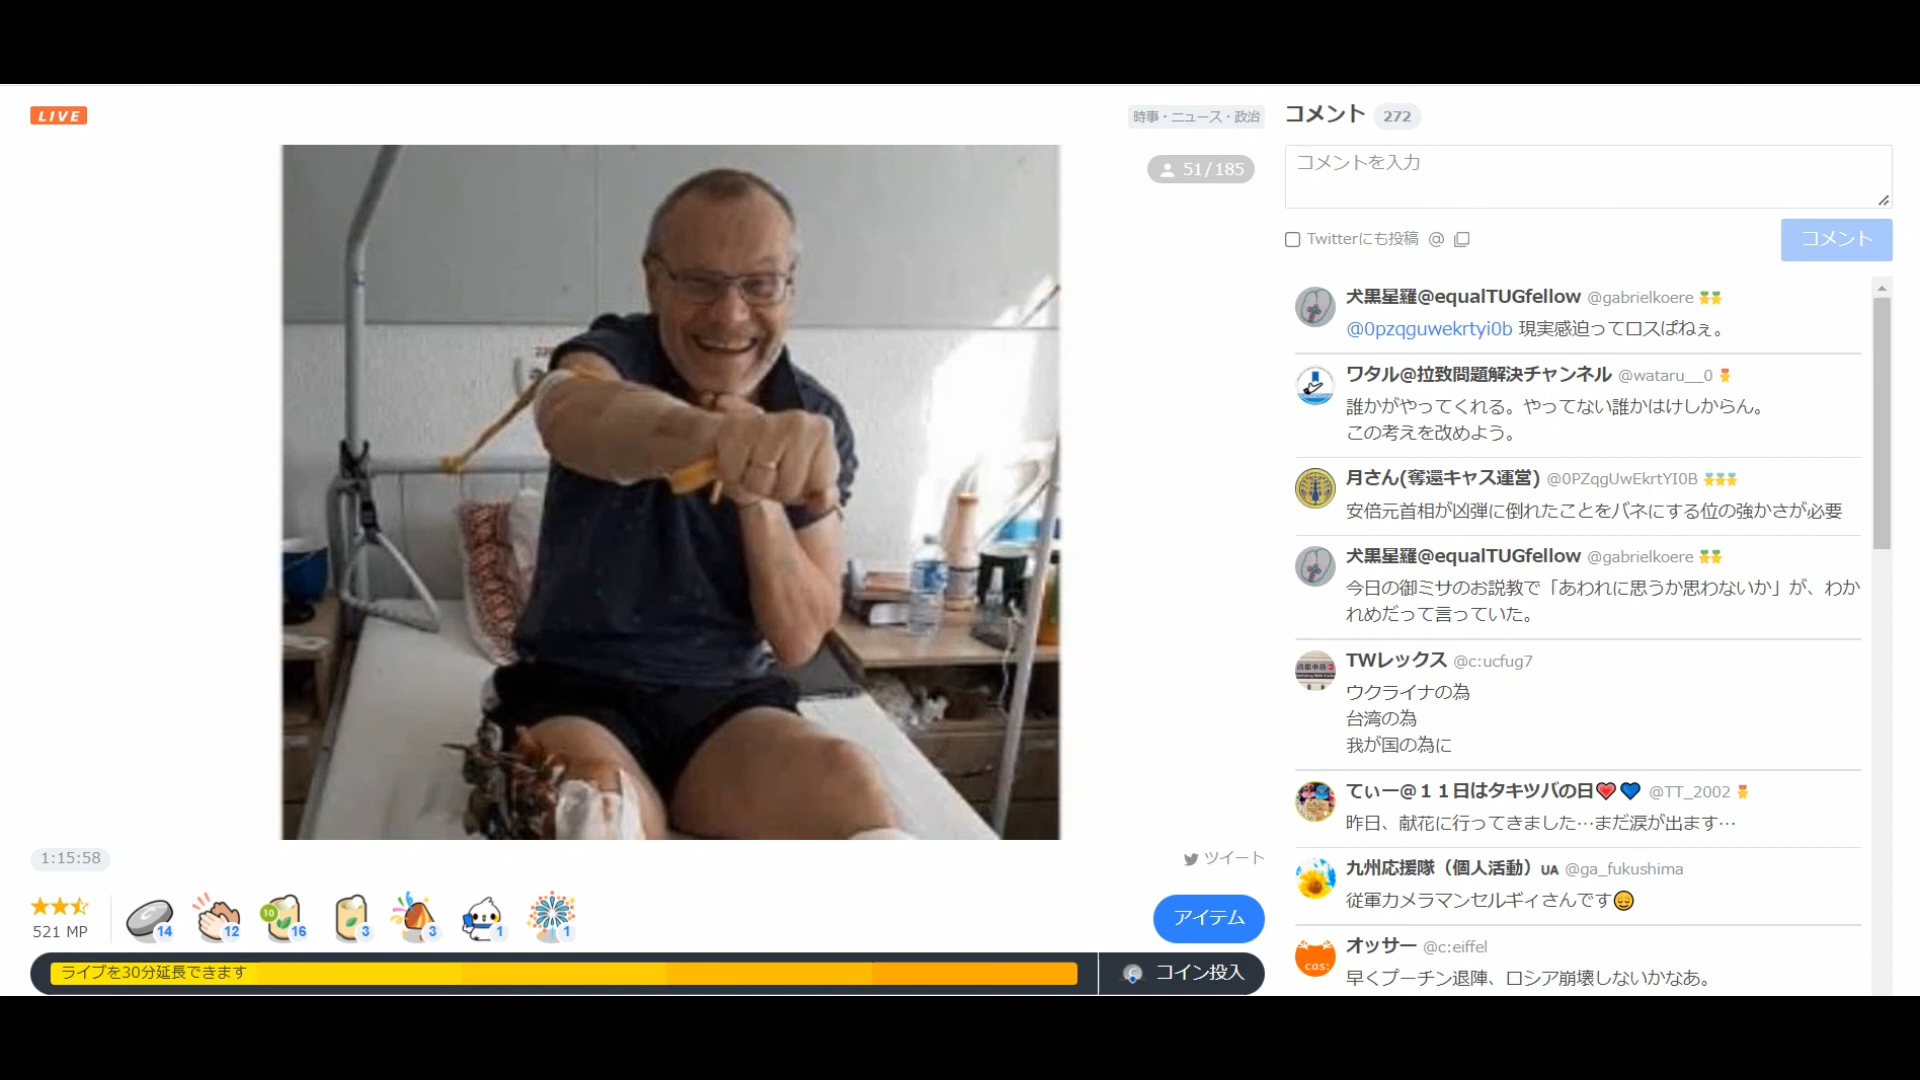 LIVE
時事・ニュース・政治
51/185
1:15:58
ツイート
521 MP
14
12
10
16
3
3
1
1
アイテム
ライブを30分延長できます
コイン投入
コメント 272
コメントを入力
Twitterにも投稿 @
コメント
犬黒星羅@equalTUGfellow @gabrielkoere
@0pzqguwekrtyi0b 現実感迫ってロスぱねぇ。
ワタル@拉致問題解決チャンネル @wataru__0
誰かがやってくれる。やってない誰かはけしからん。
この考えを改めよう。
月さん(奪還キャス運営) @0PZqgUwEkrtYI0B
安倍元首相が凶弾に倒れたことをバネにする位の強かさが必要
犬黒星羅@equalTUGfellow @gabrielkoere
今日の御ミサのお説教で「あわれに思うか思わないか」が、わか
れめだって言っていた。
TWレックス @c:ucfug7
ウクライナの為
台湾の為
我が国の為に
てぃー@１１日はタキツバの日❤️💙 @TT_2002
昨日、献花に行ってきました…まだ涙が出ます…
九州応援隊（個人活動）UA @ga_fukushima
従軍カメラマンセルギィさんです😌
オッサー @c:eiffel
cas:
早くプーチン退陣、ロシア崩壊しないかなあ。